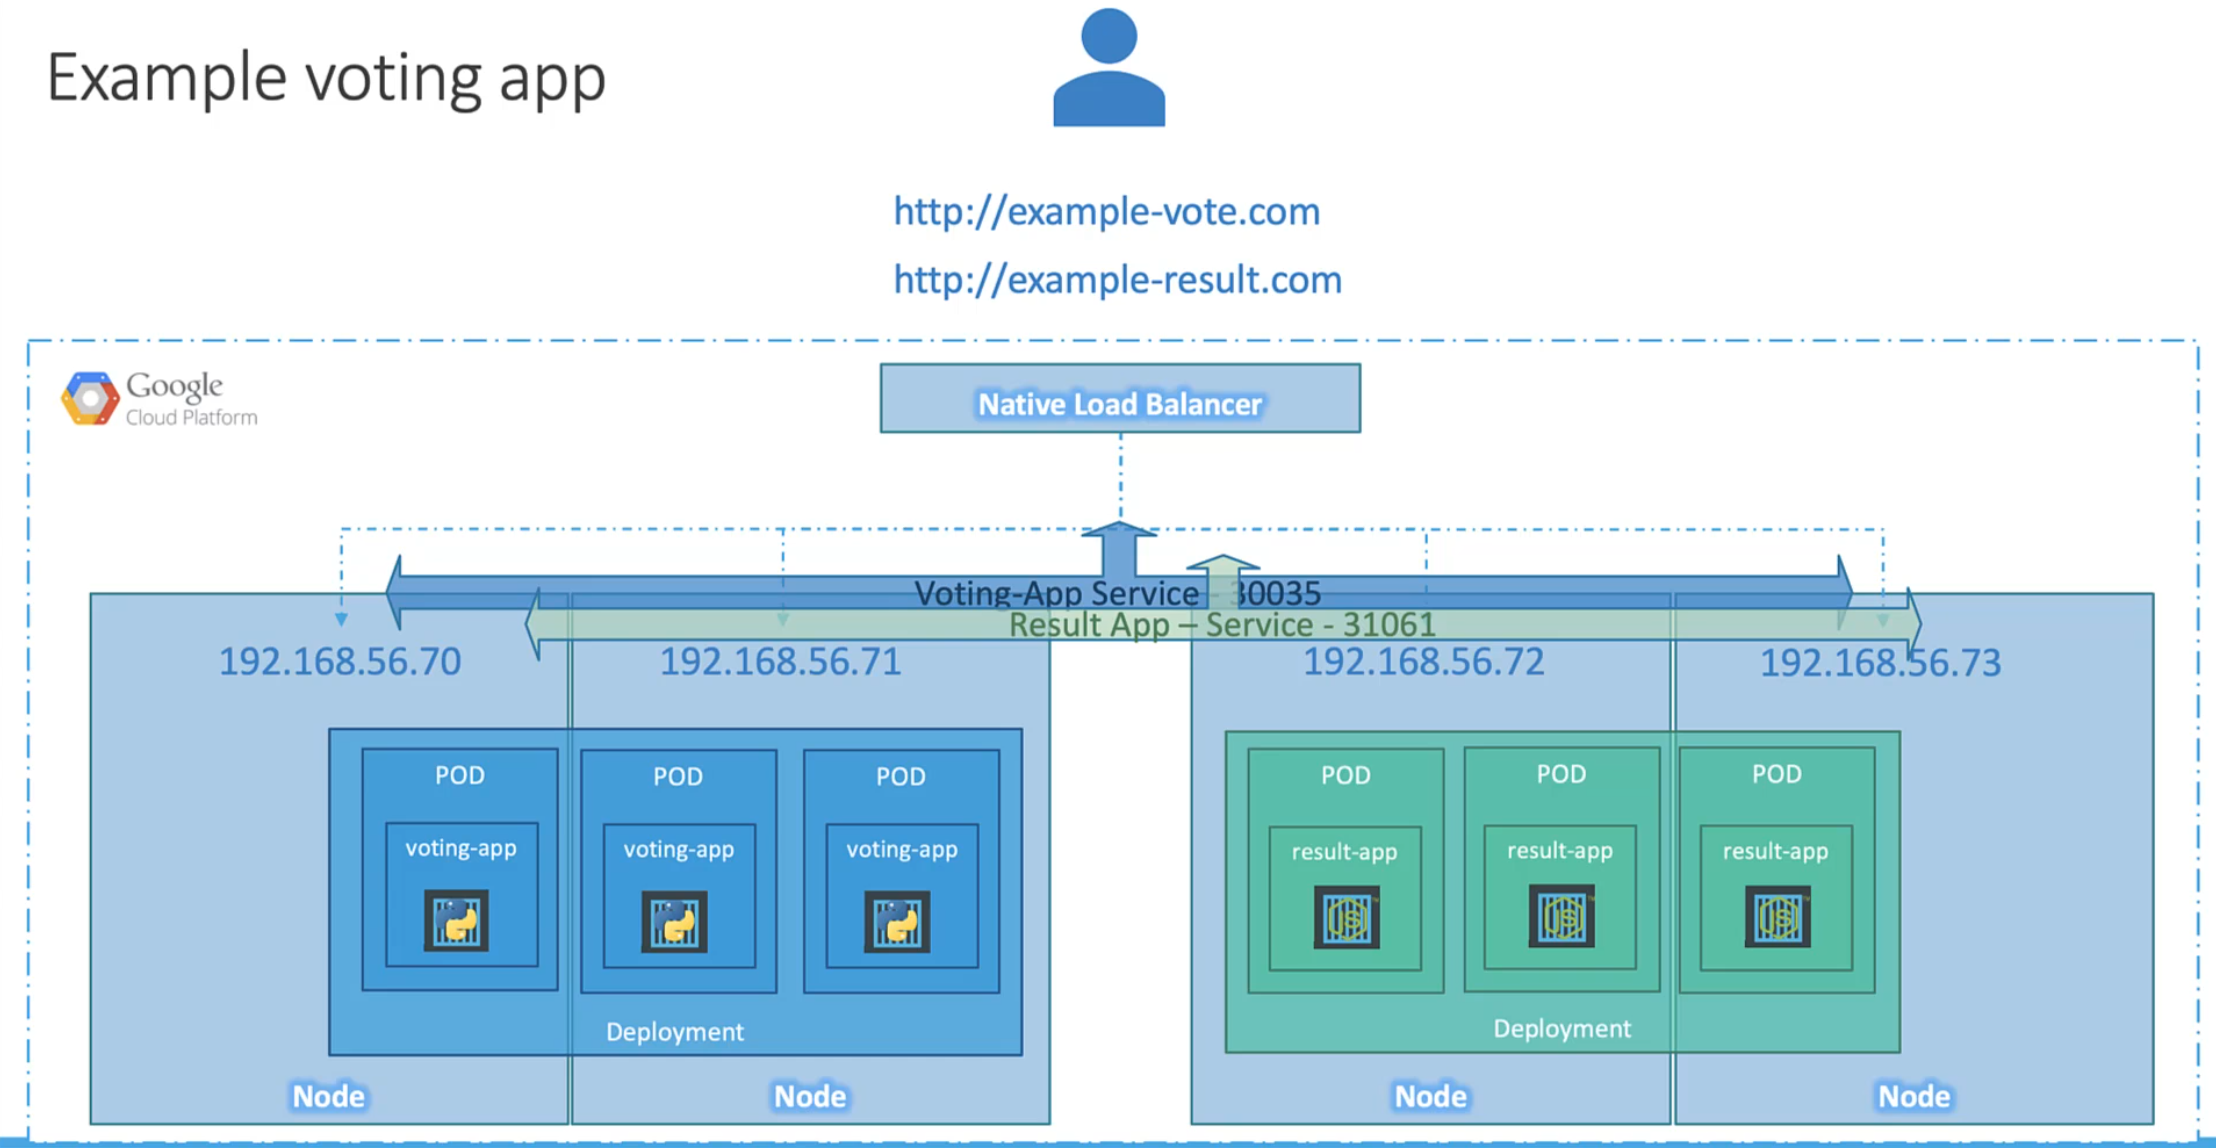 Example voting app
http://example-vote.com
http://example-result.com
Google
Cloud Platform
Native Load Balancer
Voting-App Service - 30035
Result App – Service - 31061
192.168.56.70
192.168.56.71
192.168.56.72
192.168.56.73
POD
POD
POD
voting-app
voting-app
voting-app
Deployment
POD
POD
POD
result-app
result-app
result-app
Deployment
Node
Node
Node
Node